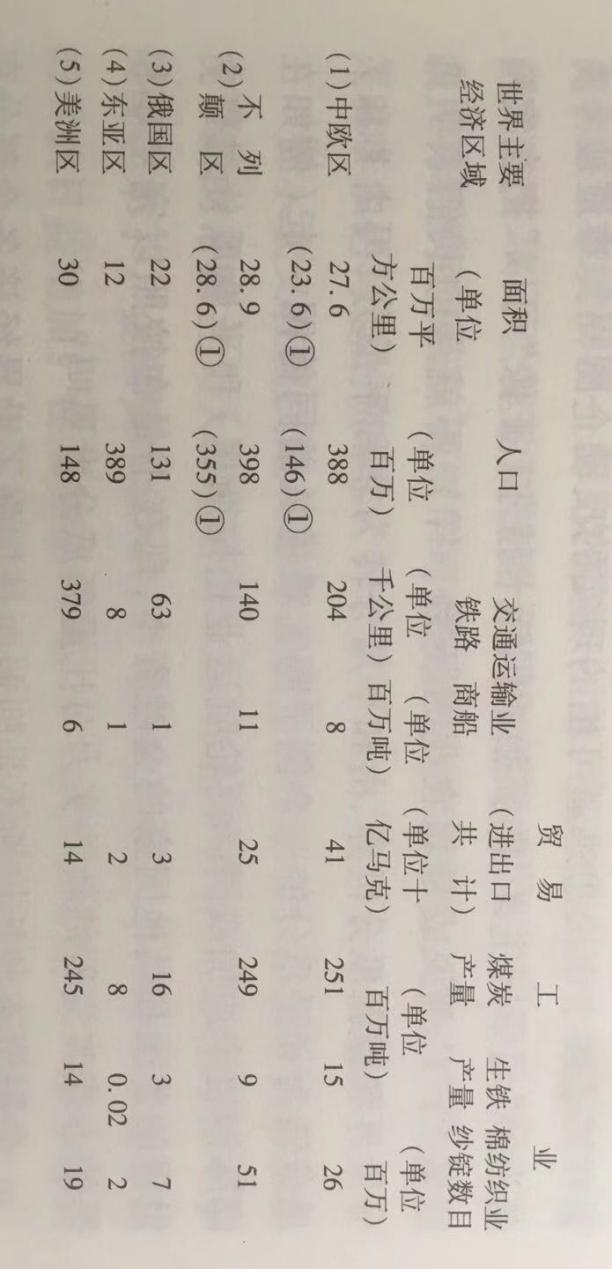 贸 易 工 业
世界主要 面积 人口 交通运输业 (进出口 煤炭 生铁 棉纺织业
经济区域 (单位 铁路 商船 共 计) 产量 产量 纱锭数目
百万平 (单位 (单位 (单位 (单位十 (单位 (单位
方公里) 百万) 千公里) 百万吨) 亿马克) 百万吨) 百万)
(1)中欧区 27.6 388 204 8 41 251 15 26
(23.6)① (146)①
(2)不列 28.9 398 140 11 25 249 9 51
颠 区 (28.6)① (355)①
(3)俄国区 22 131 63 1 3 16 3 7
(4)东亚区 12 389 8 1 2 8 0.02 2
(5)美洲区 30 148 379 6 14 245 14 19